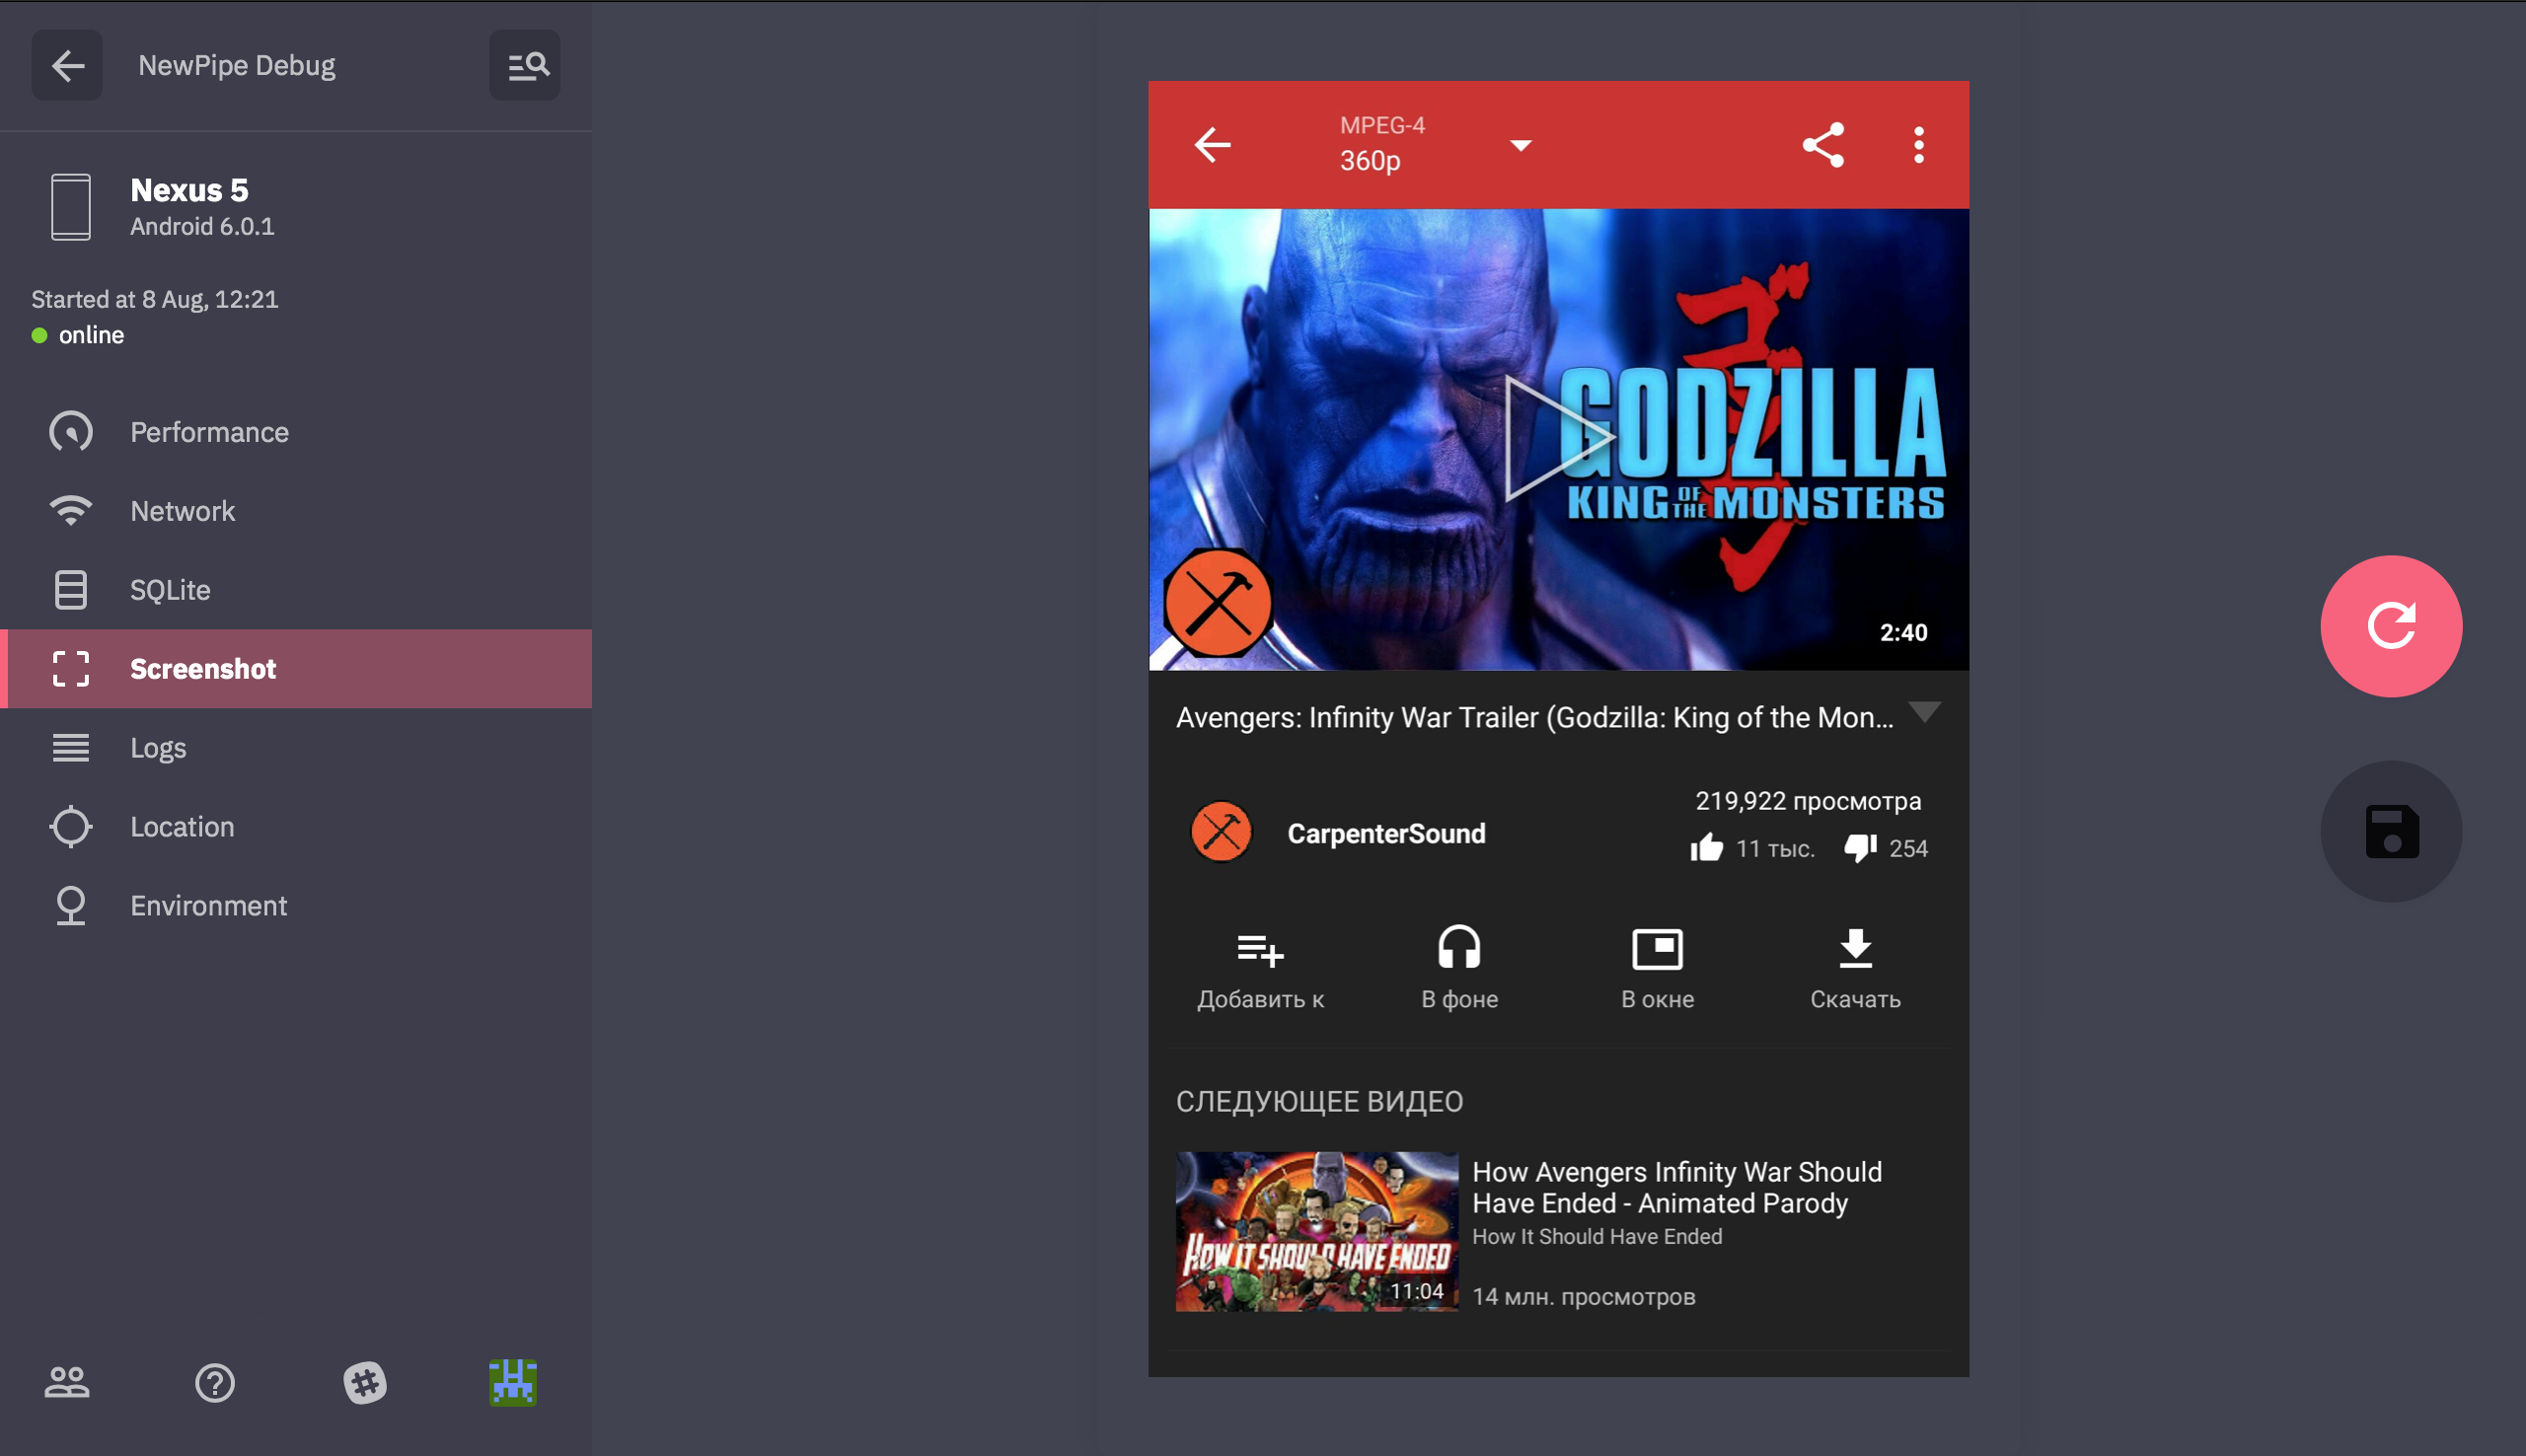 NewPipe Debug
Nexus 5
Android 6.0.1
Started at 8 Aug, 12:21
online
Performance
Network
SQLite
Screenshot
Logs
Location
Environment
MPEG-4
360p
ゴジラ
GODZILLA
KING OF THE MONSTERS
2:40
Avengers: Infinity War Trailer (Godzilla: King of the Mon...
CarpenterSound
219,922 просмотра
11 тыс.
254
Добавить к
В фоне
В окне
Скачать
СЛЕДУЮЩЕЕ ВИДЕО
HOW IT SHOULD HAVE ENDED
11:04
How Avengers Infinity War Should
Have Ended - Animated Parody
How It Should Have Ended
14 млн. просмотров